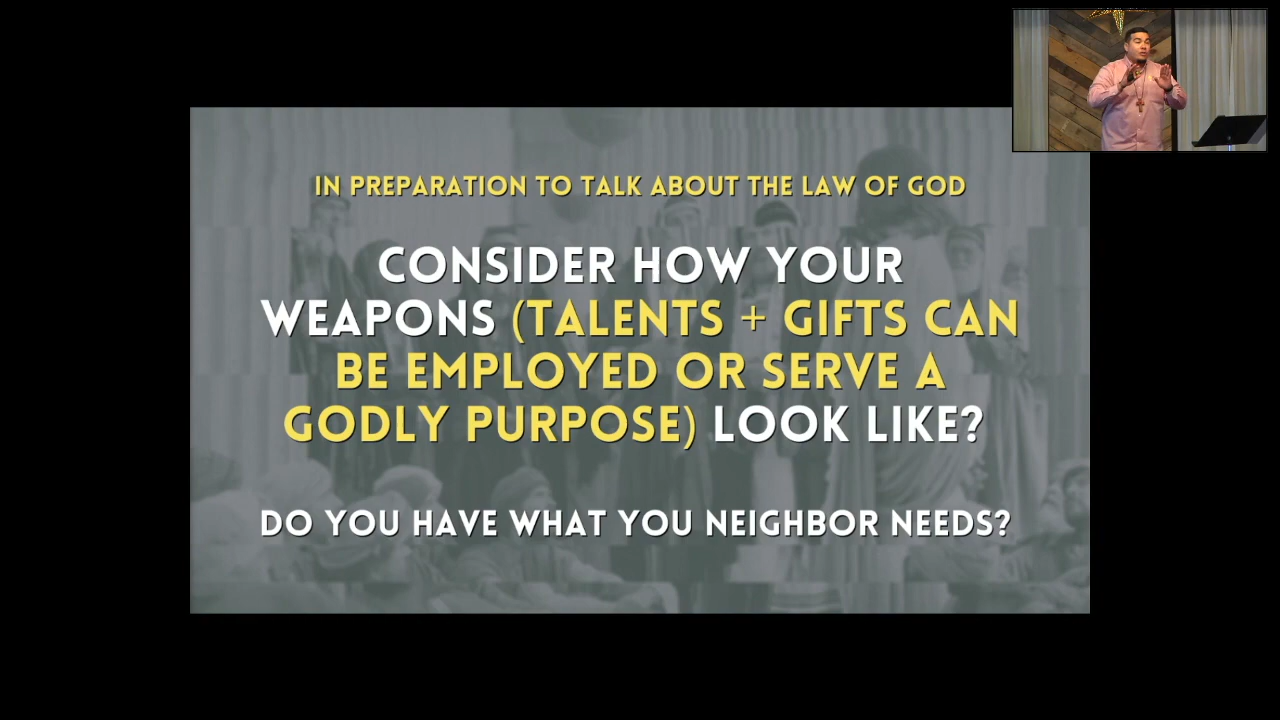 IN PREPARATION TO TALK ABOUT THE LAW OF GOD
CONSIDER HOW YOUR
WEAPONS (TALENTS + GIFTS CAN
BE EMPLOYED OR SERVE A
GODLY PURPOSE) LOOK LIKE?
DO YOU HAVE WHAT YOU NEIGHBOR NEEDS?